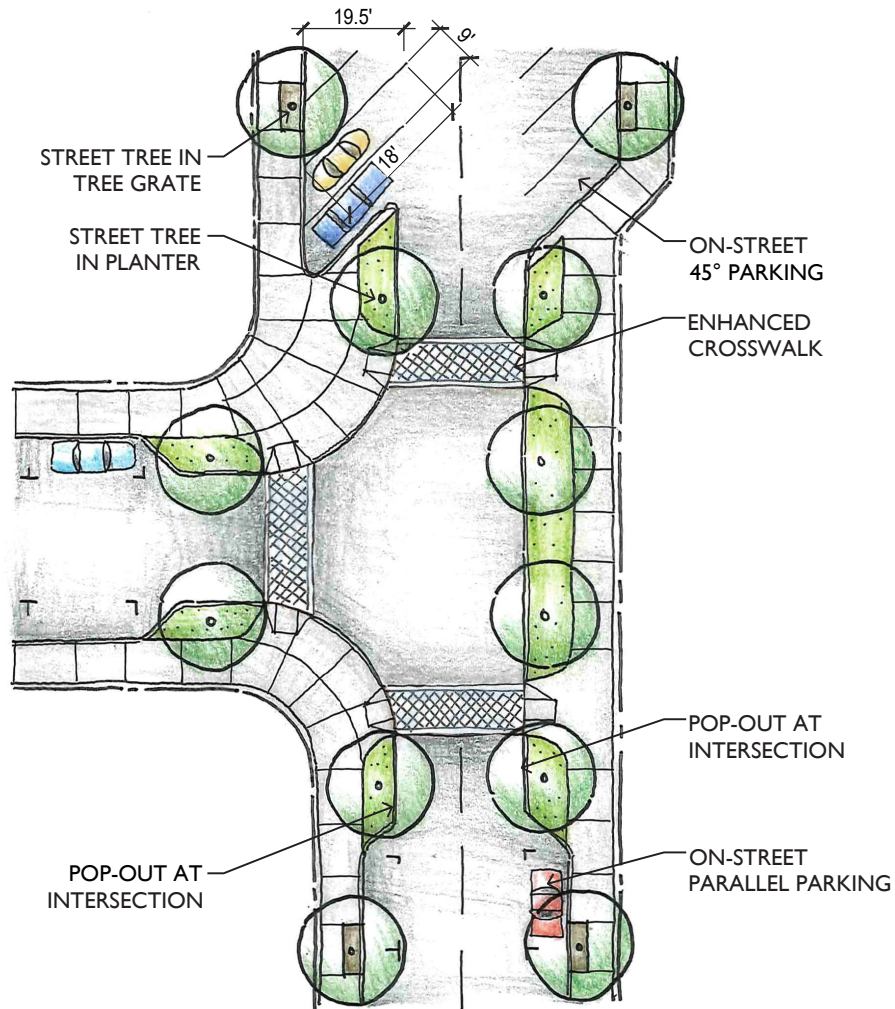 19.5'
9'
18'
STREET TREE IN
TREE GRATE
STREET TREE
IN PLANTER
ON-STREET
45° PARKING
ENHANCED
CROSSWALK
POP-OUT AT
INTERSECTION
POP-OUT AT
INTERSECTION
ON-STREET
PARALLEL PARKING